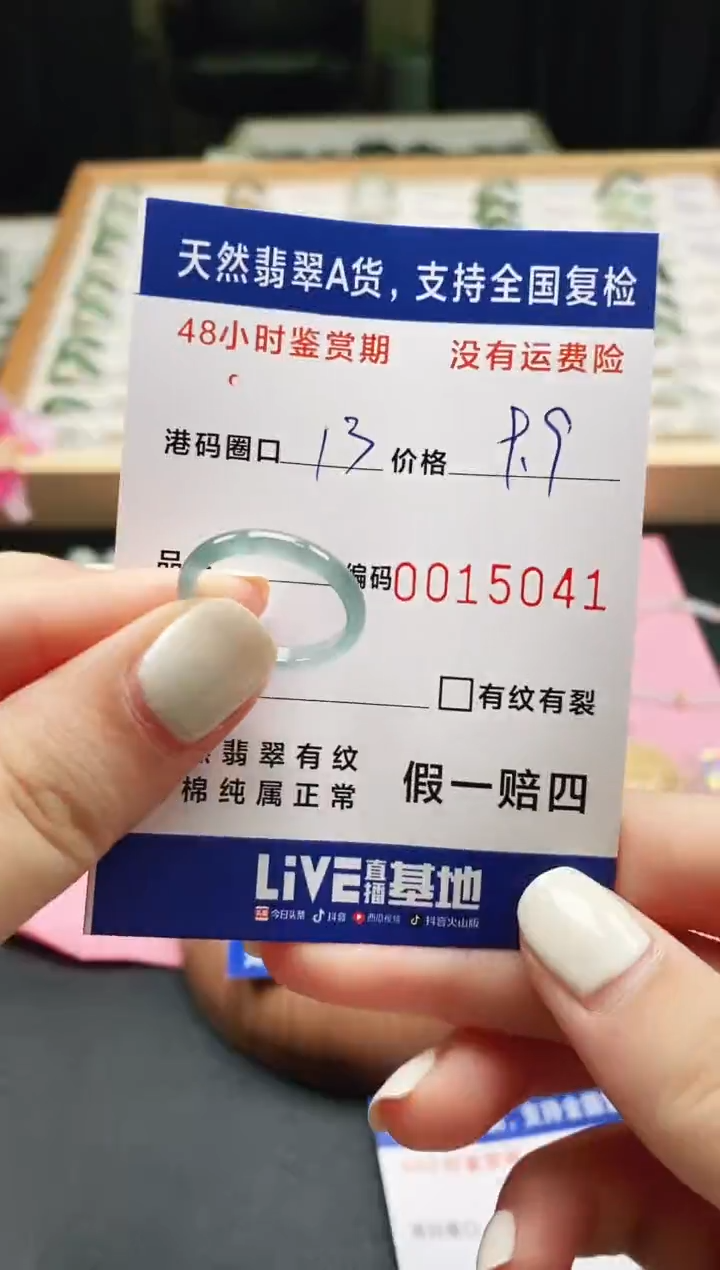 天然翡翠A货，支持全国复检
48小时鉴赏期 没有运费险
港码圈口 13 价格 9.9
品 编码 0015041
有纹有裂
翡翠有纹
棉纯属正常 假一赔四
LiVE直播基地
今日头条 抖音 西瓜视频 抖音火山版